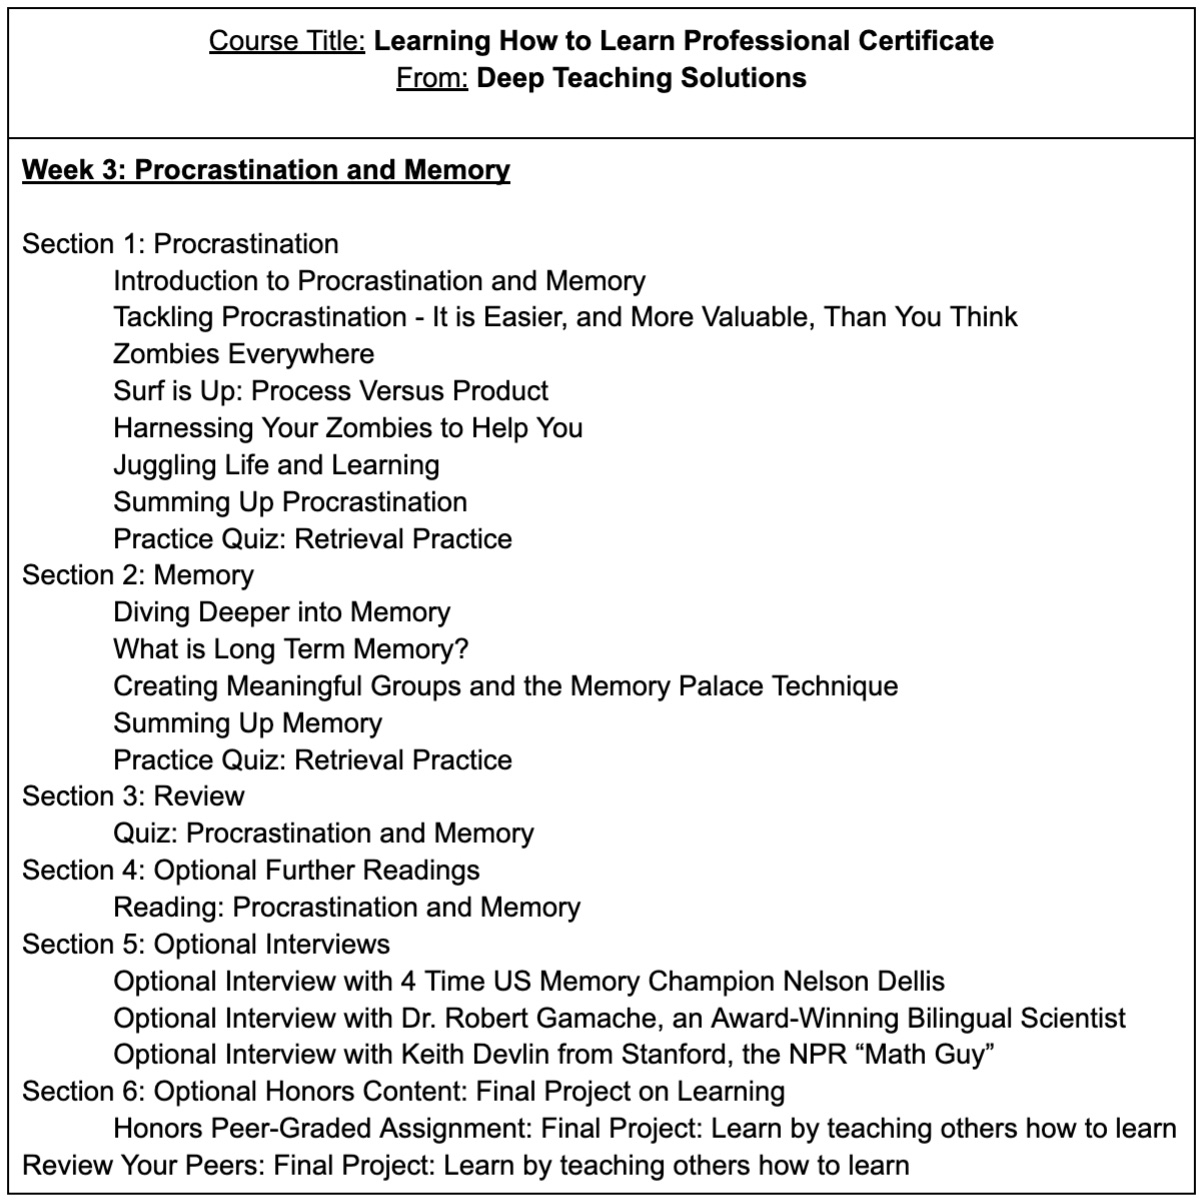 Course Title: Learning How to Learn Professional Certificate
From: Deep Teaching Solutions
Week 3: Procrastination and Memory
Section 1: Procrastination
Introduction to Procrastination and Memory
Tackling Procrastination - It is Easier, and More Valuable, Than You Think
Zombies Everywhere
Surf is Up: Process Versus Product
Harnessing Your Zombies to Help You
Juggling Life and Learning
Summing Up Procrastination
Practice Quiz: Retrieval Practice
Section 2: Memory
Diving Deeper into Memory
What is Long Term Memory?
Creating Meaningful Groups and the Memory Palace Technique
Summing Up Memory
Practice Quiz: Retrieval Practice
Section 3: Review
Quiz: Procrastination and Memory
Section 4: Optional Further Readings
Reading: Procrastination and Memory
Section 5: Optional Interviews
Optional Interview with 4 Time US Memory Champion Nelson Dellis
Optional Interview with Dr. Robert Gamache, an Award-Winning Bilingual Scientist
Optional Interview with Keith Devlin from Stanford, the NPR “Math Guy”
Section 6: Optional Honors Content: Final Project on Learning
Honors Peer-Graded Assignment: Final Project: Learn by teaching others how to learn
Review Your Peers: Final Project: Learn by teaching others how to learn